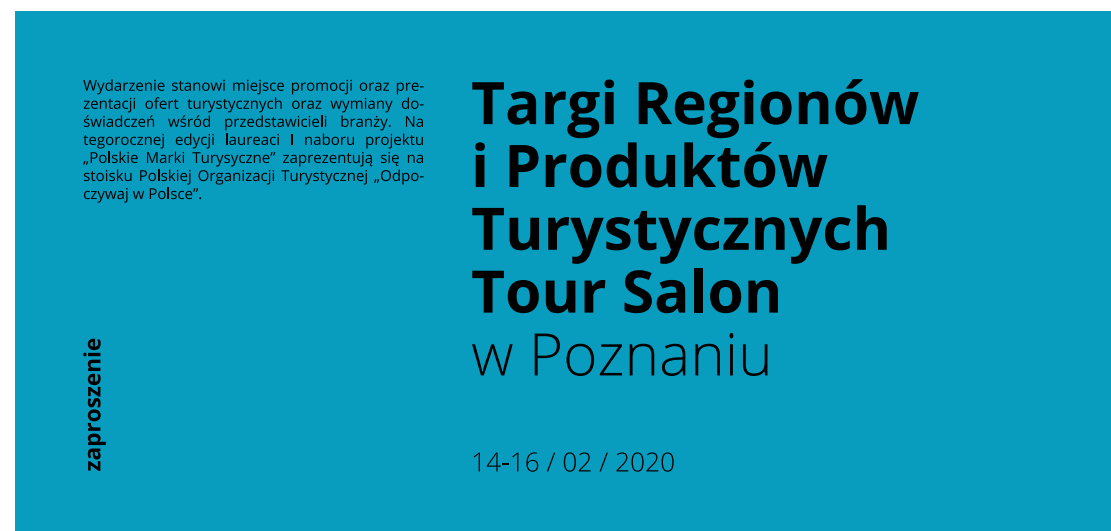 Wydarzenie stanowi miejsce promocji oraz pre-
zentacji ofert turystycznych oraz wymiany do-
świadczeń wśród przedstawicieli branży. Na
tegorocznej edycji laureaci I naboru projektu
„Polskie Marki Turysyczne” zaprezentują się na
stoisku Polskiej Organizacji Turystycznej „Odpo-
czywaj w Polsce”.
zaproszenie
Targi Regionów
i Produktów
Turystycznych
Tour Salon
w Poznaniu
14-16 / 02 / 2020